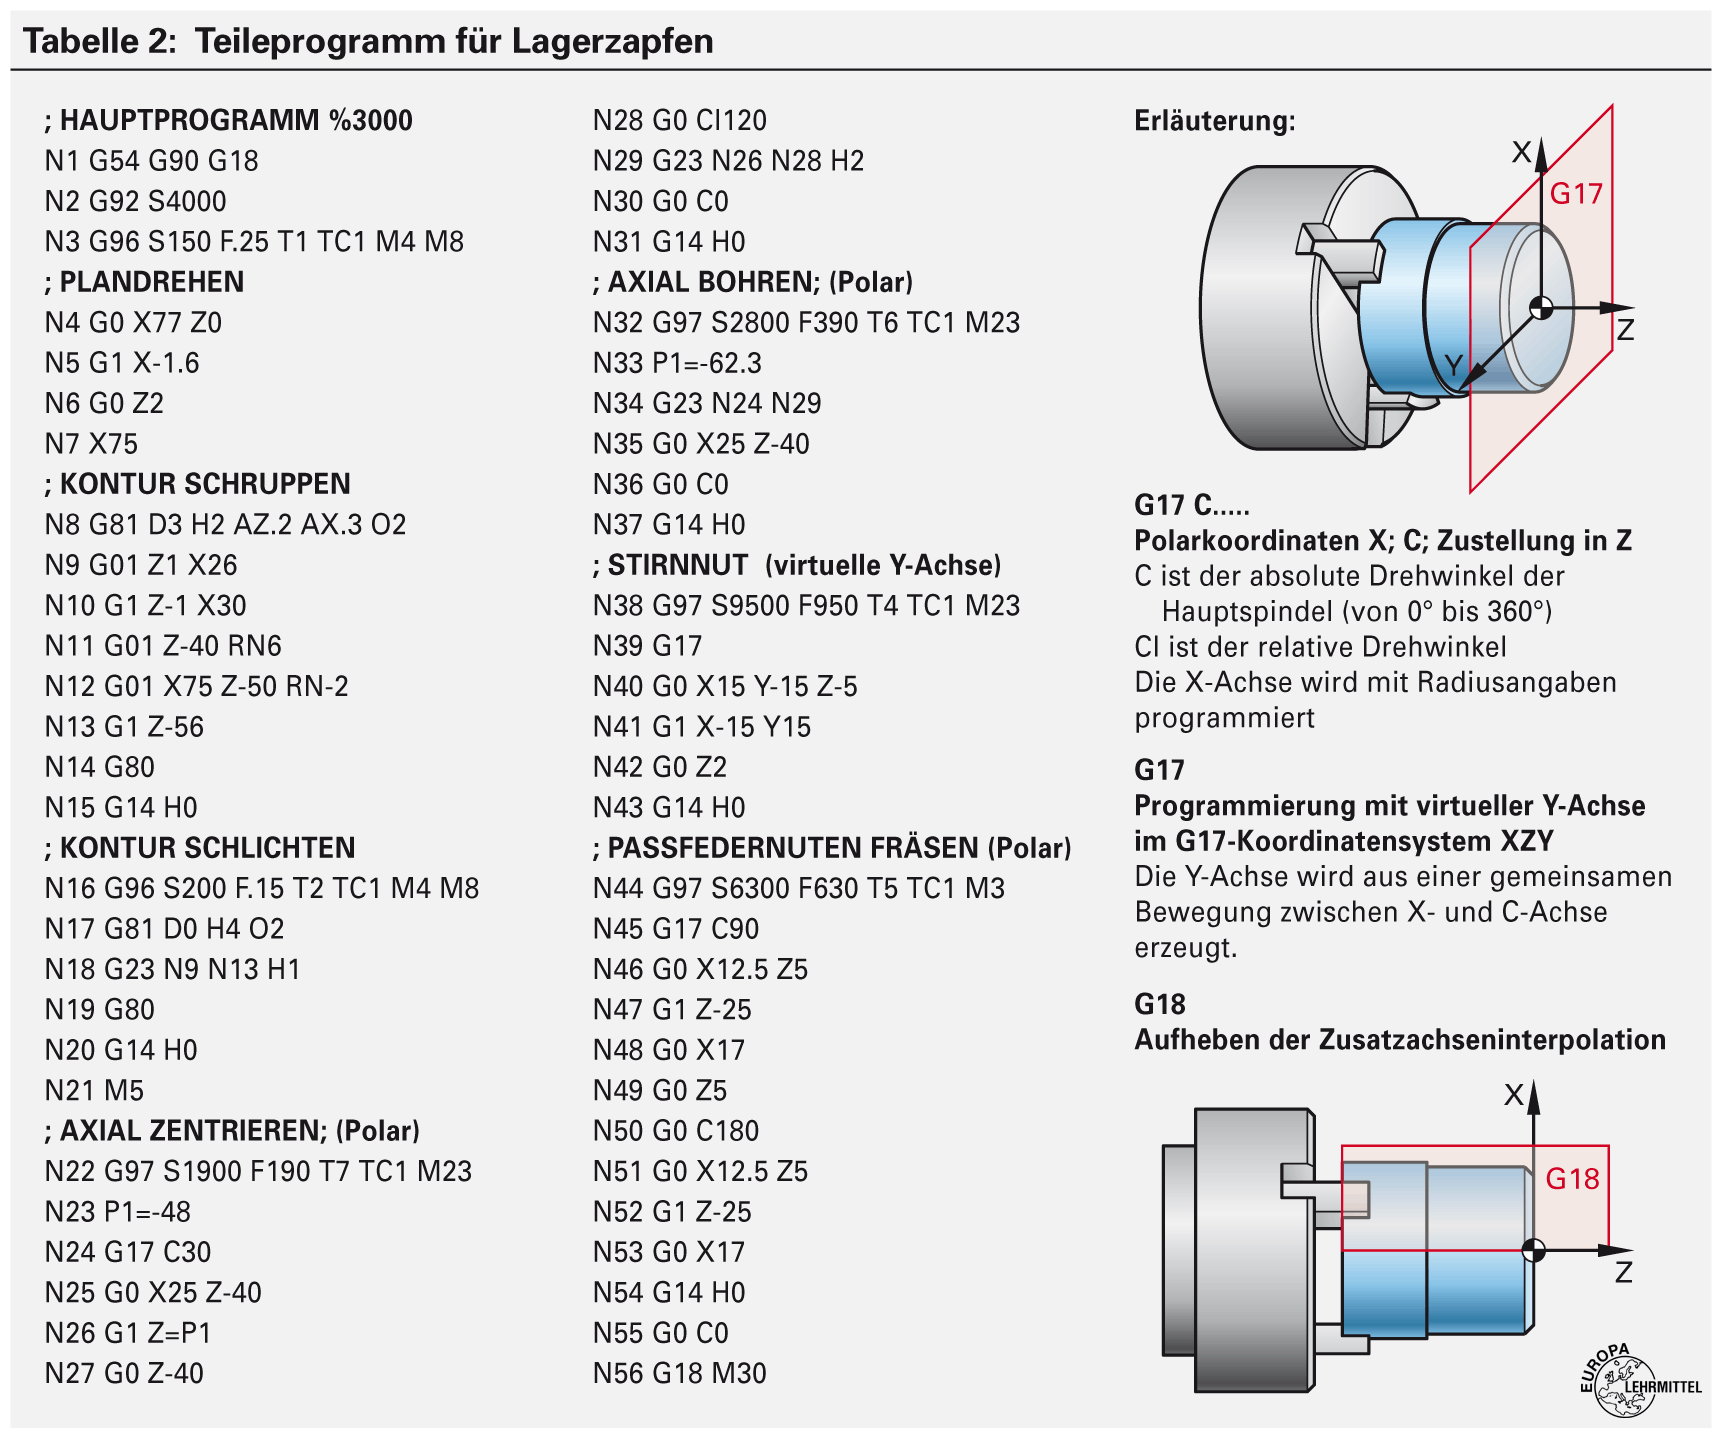 Tabelle 2: Teileprogramm für Lagerzapfen
; HAUPTPROGRAMM %3000
N1 G54 G90 G18
N2 G92 S4000
N3 G96 S150 F.25 T1 TC1 M4 M8
; PLANDREHEN
N4 G0 X77 Z0
N5 G1 X-1.6
N6 G0 Z2
N7 X75
; KONTUR SCHRUPPEN
N8 G81 D3 H2 AZ.2 AX.3 O2
N9 G01 Z1 X26
N10 G1 Z-1 X30
N11 G01 Z-40 RN6
N12 G01 X75 Z-50 RN-2
N13 G1 Z-56
N14 G80
N15 G14 H0
; KONTUR SCHLICHTEN
N16 G96 S200 F.15 T2 TC1 M4 M8
N17 G81 D0 H4 O2
N18 G23 N9 N13 H1
N19 G80
N20 G14 H0
N21 M5
; AXIAL ZENTRIEREN; (Polar)
N22 G97 S1900 F190 T7 TC1 M23
N23 P1=-48
N24 G17 C30
N25 G0 X25 Z-40
N26 G1 Z=P1
N27 G0 Z-40
N28 G0 CI120
N29 G23 N26 N28 H2
N30 G0 C0
N31 G14 H0
; AXIAL BOHREN; (Polar)
N32 G97 S2800 F390 T6 TC1 M23
N33 P1=-62.3
N34 G23 N24 N29
N35 G0 X25 Z-40
N36 G0 C0
N37 G14 H0
; STIRNNUT (virtuelle Y-Achse)
N38 G97 S9500 F950 T4 TC1 M23
N39 G17
N40 G0 X15 Y-15 Z-5
N41 G1 X-15 Y15
N42 G0 Z2
N43 G14 H0
; PASSFEDERNUTEN FRÄSEN (Polar)
N44 G97 S6300 F630 T5 TC1 M3
N45 G17 C90
N46 G0 X12.5 Z5
N47 G1 Z-25
N48 G0 X17
N49 G0 Z5
N50 G0 C180
N51 G0 X12.5 Z5
N52 G1 Z-25
N53 G0 X17
N54 G14 H0
N55 G0 C0
N56 G18 M30
Erläuterung:
X
G17
Z
Y
G17 C.....
Polarkoordinaten X; C; Zustellung in Z
C ist der absolute Drehwinkel der
Hauptspindel (von 0° bis 360°)
CI ist der relative Drehwinkel
Die X-Achse wird mit Radiusangaben
programmiert
G17
Programmierung mit virtueller Y-Achse
im G17-Koordinatensystem XZY
Die Y-Achse wird aus einer gemeinsamen
Bewegung zwischen X- und C-Achse
erzeugt.
G18
Aufheben der Zusatzachseninterpolation
X
G18
Z
EUROPA
LEHRMITTEL